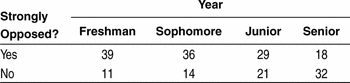 Strongly Opposed? Year
Freshman Sophomore Junior Senior
Yes 39 36 29 18
No 11 14 21 32